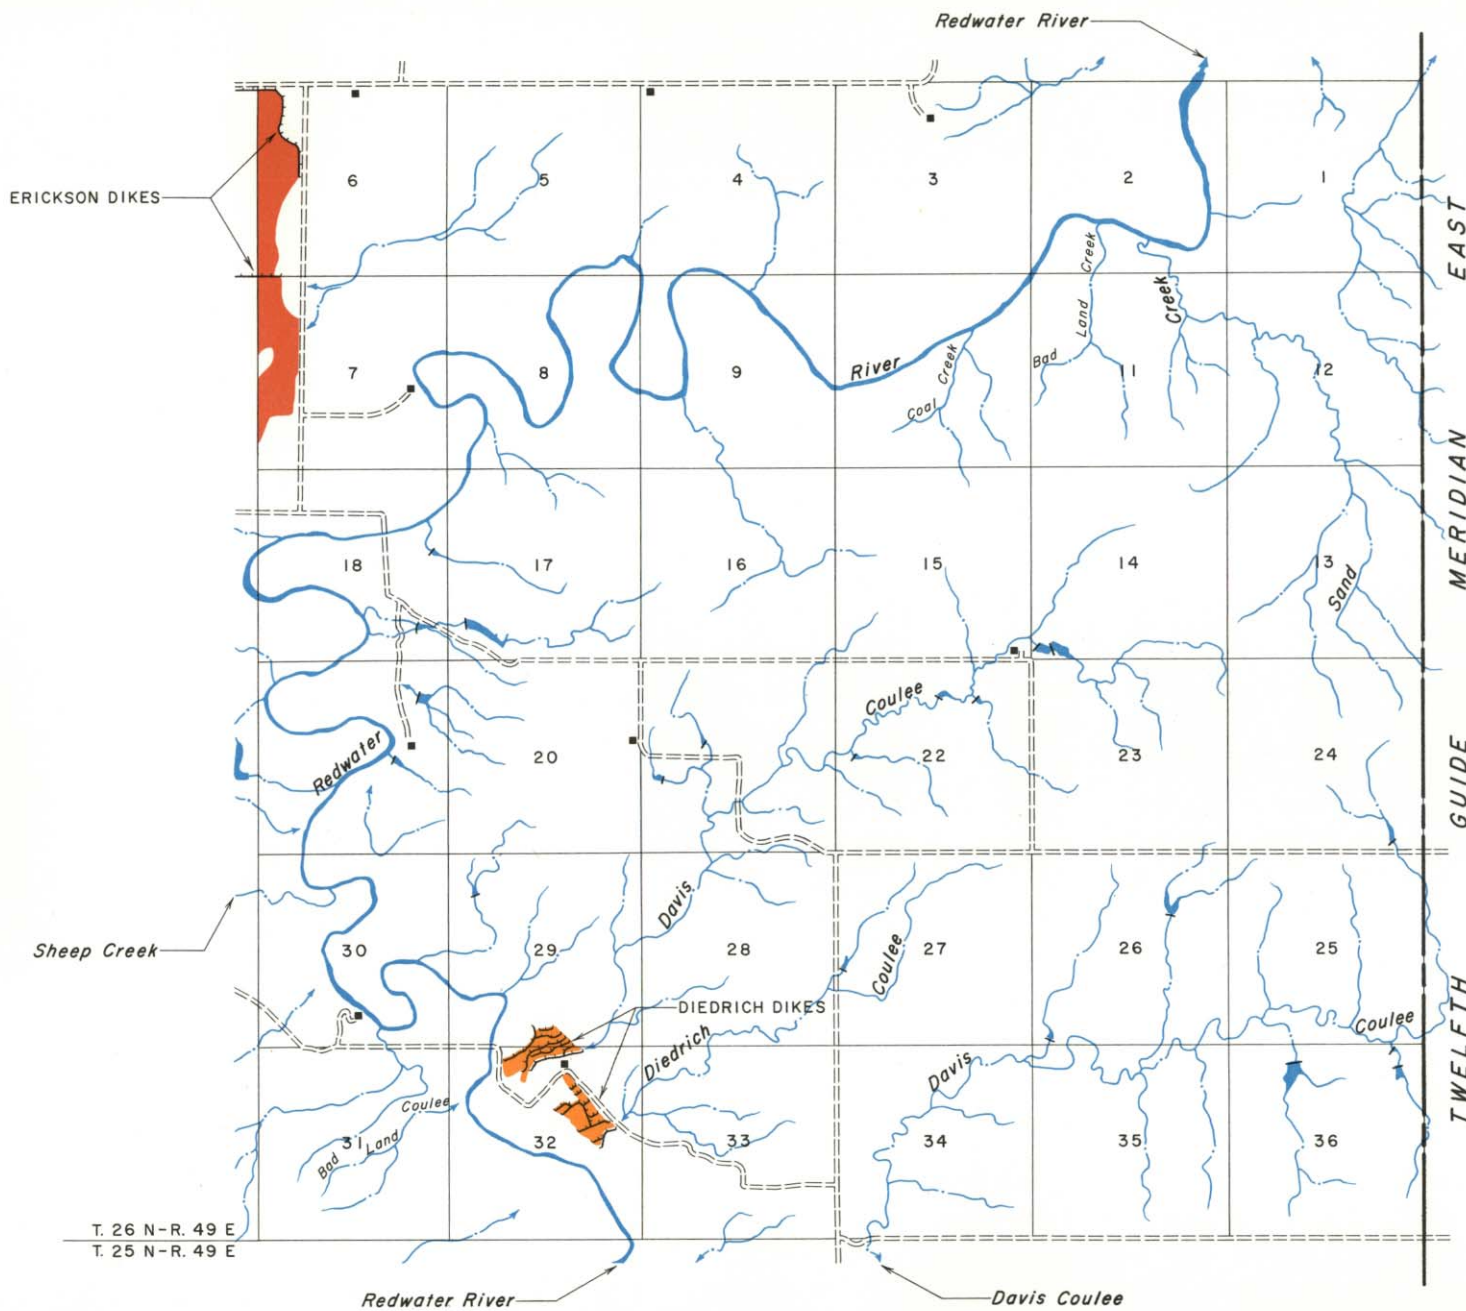 Redwater River
ERICKSON DIKES
6
5
4
3
2
1
EAST
Land Creek
Bad
Creek
River
Coal Creek
7
8
9
11
12
MERIDIAN
18
17
16
15
14
13
Sand
Coulee
Redwater
20
22
23
24
GUIDE
Sheep Creek
30
29
Davis
28
Coulee
27
26
25
DIEDRICH DIKES
Diedrich
Coulee
Davis
TWELFTH
Coulee
Bad Land
31
32
33
34
35
36
T. 26 N-R. 49 E
T. 25 N-R. 49 E
Redwater River
Davis Coulee